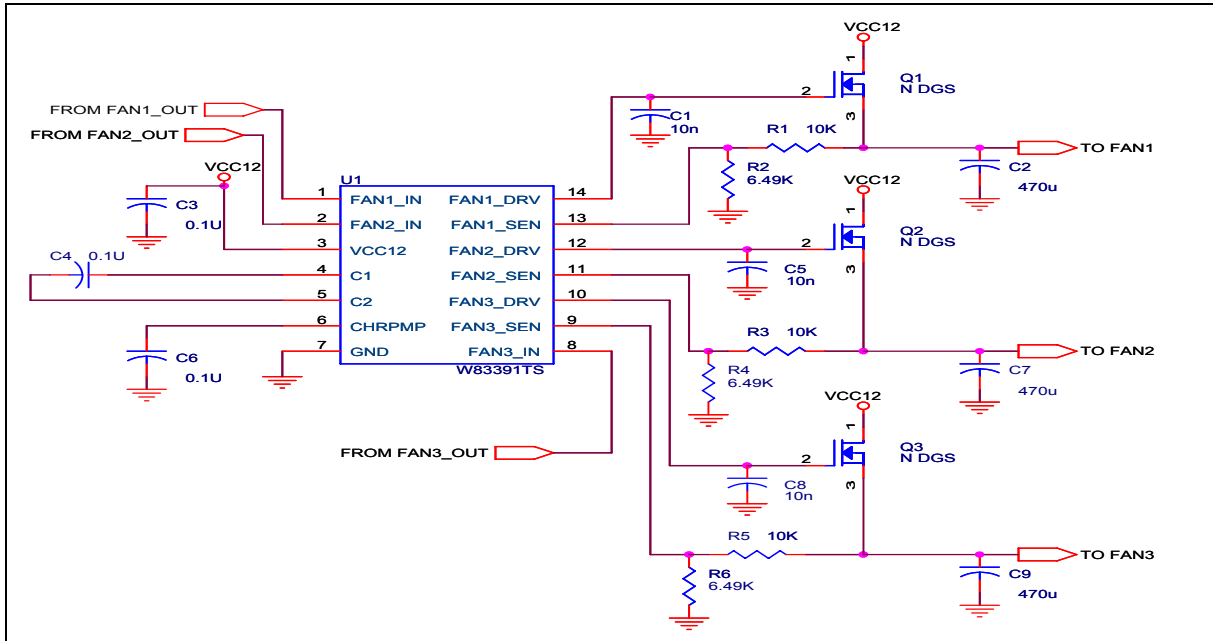 VCC12
1
Q1
N DGS
2
3
FROM FAN1_OUT
C1
10n
R1 10K
FROM FAN2_OUT
TO FAN1
VCC12
R2
6.49K
C2
470u
U1
VCC12
1 FAN1_IN FAN1_DRV 14
C3
0.1U
2 FAN2_IN FAN1_SEN 13
1
Q2
N DGS
3 VCC12 FAN2_DRV 12
2
3
C4 0.1U
4 C1 FAN2_SEN 11
C5
10n
5 C2 FAN3_DRV 10
6 CHRPMP FAN3_SEN 9
R3 10K
7 GND FAN3_IN 8
TO FAN2
C6
0.1U
W83391TS
R4
6.49K
C7
470u
VCC12
1
Q3
N DGS
FROM FAN3_OUT
2
3
C8
10n
R5 10K
TO FAN3
R6
6.49K
C9
470u